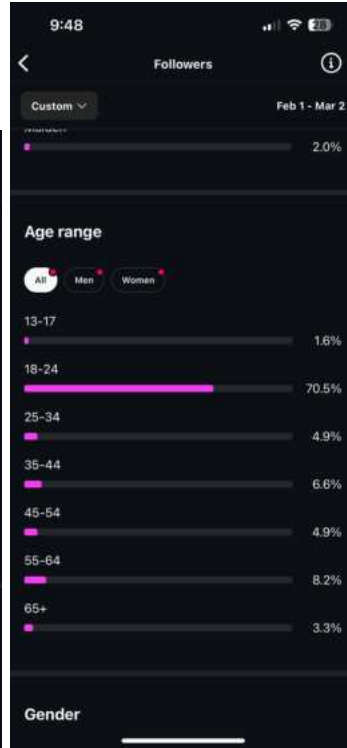 9:48
28
Followers
Custom
Feb 1 - Mar 2
2.0%
Age range
All Men Women
13-17
1.6%
18-24
70.5%
25-34
4.9%
35-44
6.6%
45-54
4.9%
55-64
8.2%
65+
3.3%
Gender